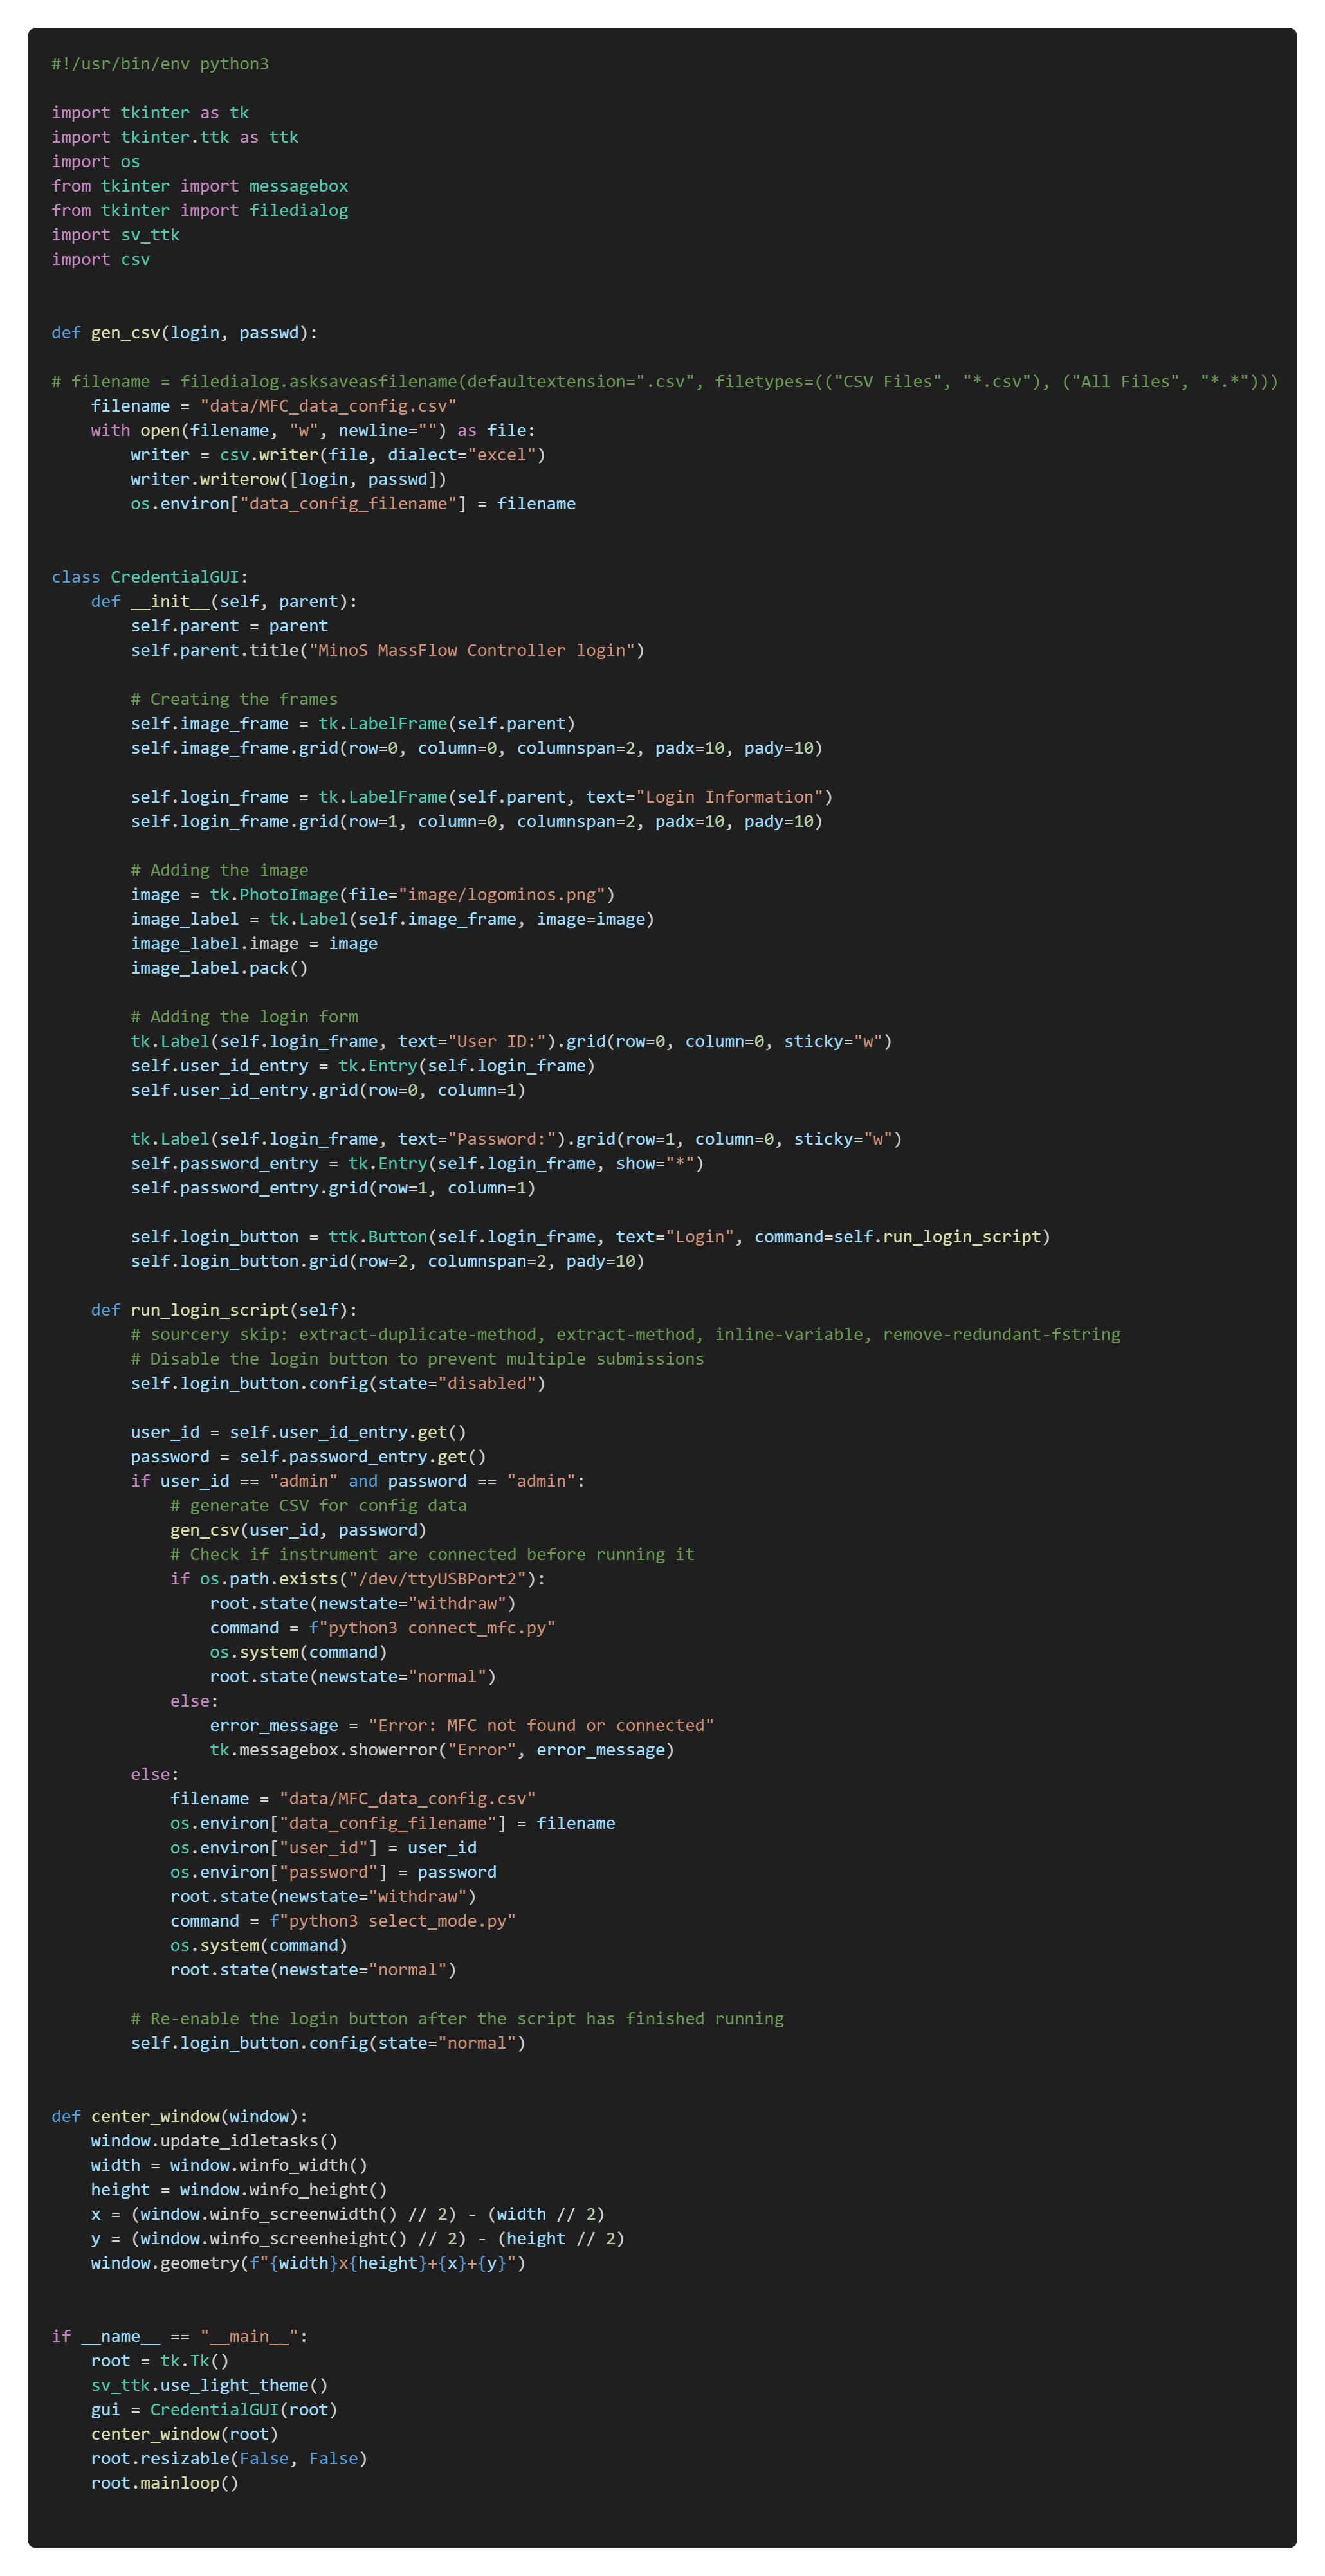 #!/usr/bin/env python3

import tkinter as tk
import tkinter.ttk as ttk
import os
from tkinter import messagebox
from tkinter import filedialog
import sv_ttk
import csv


def gen_csv(login, passwd):

# filename = filedialog.asksaveasfilename(defaultextension=".csv", filetypes=(("CSV Files", "*.csv"), ("All Files", "*.*")))
    filename = "data/MFC_data_config.csv"
    with open(filename, "w", newline="") as file:
        writer = csv.writer(file, dialect="excel")
        writer.writerow([login, passwd])
        os.environ["data_config_filename"] = filename


class CredentialGUI:
    def __init__(self, parent):
        self.parent = parent
        self.parent.title("MinoS MassFlow Controller login")

        # Creating the frames
        self.image_frame = tk.LabelFrame(self.parent)
        self.image_frame.grid(row=0, column=0, columnspan=2, padx=10, pady=10)

        self.login_frame = tk.LabelFrame(self.parent, text="Login Information")
        self.login_frame.grid(row=1, column=0, columnspan=2, padx=10, pady=10)

        # Adding the image
        image = tk.PhotoImage(file="image/logominos.png")
        image_label = tk.Label(self.image_frame, image=image)
        image_label.image = image
        image_label.pack()

        # Adding the login form
        tk.Label(self.login_frame, text="User ID:").grid(row=0, column=0, sticky="w")
        self.user_id_entry = tk.Entry(self.login_frame)
        self.user_id_entry.grid(row=0, column=1)

        tk.Label(self.login_frame, text="Password:").grid(row=1, column=0, sticky="w")
        self.password_entry = tk.Entry(self.login_frame, show="*")
        self.password_entry.grid(row=1, column=1)

        self.login_button = ttk.Button(self.login_frame, text="Login", command=self.run_login_script)
        self.login_button.grid(row=2, columnspan=2, pady=10)

    def run_login_script(self):
        # sourcery skip: extract-duplicate-method, extract-method, inline-variable, remove-redundant-fstring
        # Disable the login button to prevent multiple submissions
        self.login_button.config(state="disabled")

        user_id = self.user_id_entry.get()
        password = self.password_entry.get()
        if user_id == "admin" and password == "admin":
            # generate CSV for config data
            gen_csv(user_id, password)
            # Check if instrument are connected before running it
            if os.path.exists("/dev/ttyUSBPort2"):
                root.state(newstate="withdraw")
                command = f"python3 connect_mfc.py"
                os.system(command)
                root.state(newstate="normal")
            else:
                error_message = "Error: MFC not found or connected"
                tk.messagebox.showerror("Error", error_message)
        else:
            filename = "data/MFC_data_config.csv"
            os.environ["data_config_filename"] = filename
            os.environ["user_id"] = user_id
            os.environ["password"] = password
            root.state(newstate="withdraw")
            command = f"python3 select_mode.py"
            os.system(command)
            root.state(newstate="normal")

        # Re-enable the login button after the script has finished running
        self.login_button.config(state="normal")


def center_window(window):
    window.update_idletasks()
    width = window.winfo_width()
    height = window.winfo_height()
    x = (window.winfo_screenwidth() // 2) - (width // 2)
    y = (window.winfo_screenheight() // 2) - (height // 2)
    window.geometry(f"{width}x{height}+{x}+{y}")


if __name__ == "__main__":
    root = tk.Tk()
    sv_ttk.use_light_theme()
    gui = CredentialGUI(root)
    center_window(root)
    root.resizable(False, False)
    root.mainloop()